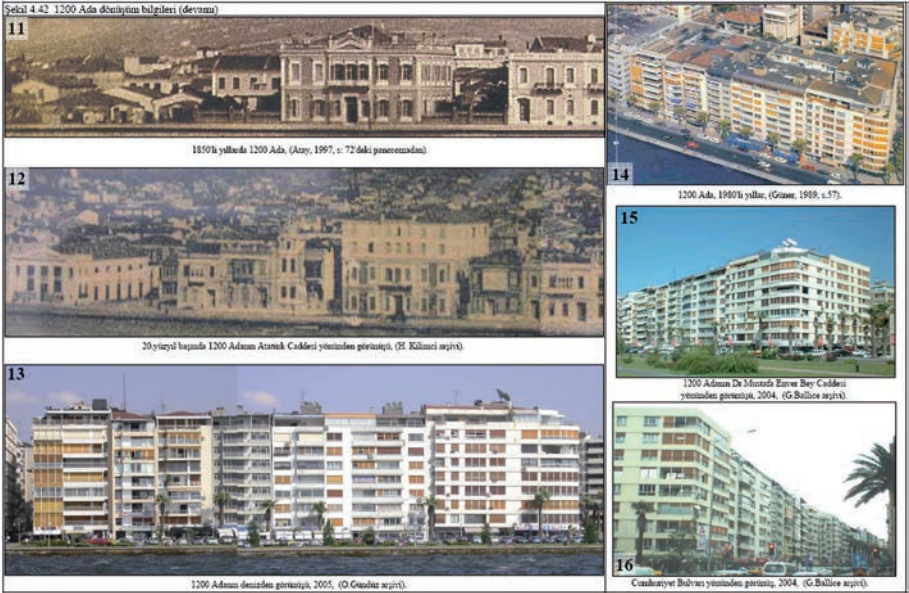 Şekil 4.42 1200 Ada dönüşüm bilgileri (devamı)
11
1850'li yıllarda 1200 Ada, (Atay, 1997, s: 72'deki panoromadan).
12
20.yüzyıl başında 1200 Adanın Atatürk Caddesi yönünden görünüşü, (H. Kilimci arşivi).
13
1200 Adanın denizden görünüşü, 2005, (O.Gündüz arşivi).
14
1200 Ada, 1980'li yıllar, (Güner, 1989, s.57).
15
1200 Adanın Dr Mustafa Enver Bey Caddesi
yönünden görünüşü, 2004, (G.Ballice arşivi).
16
Cumhuriyet Bulvarı yönünden görünüş, 2004, (G.Ballice arşivi).